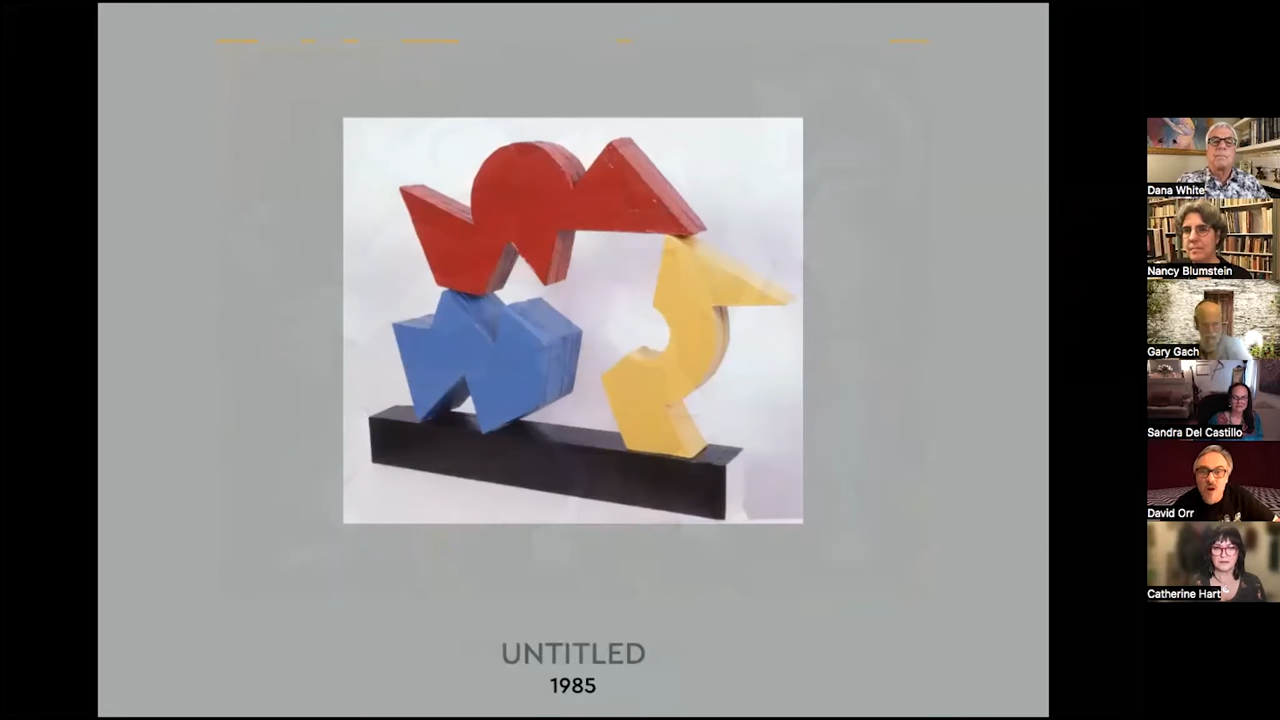 UNTITLED
1985
Dana White
Nancy Blumstein
Gary Gach
Sandra Del Castillo
David Orr
Catherine Hart